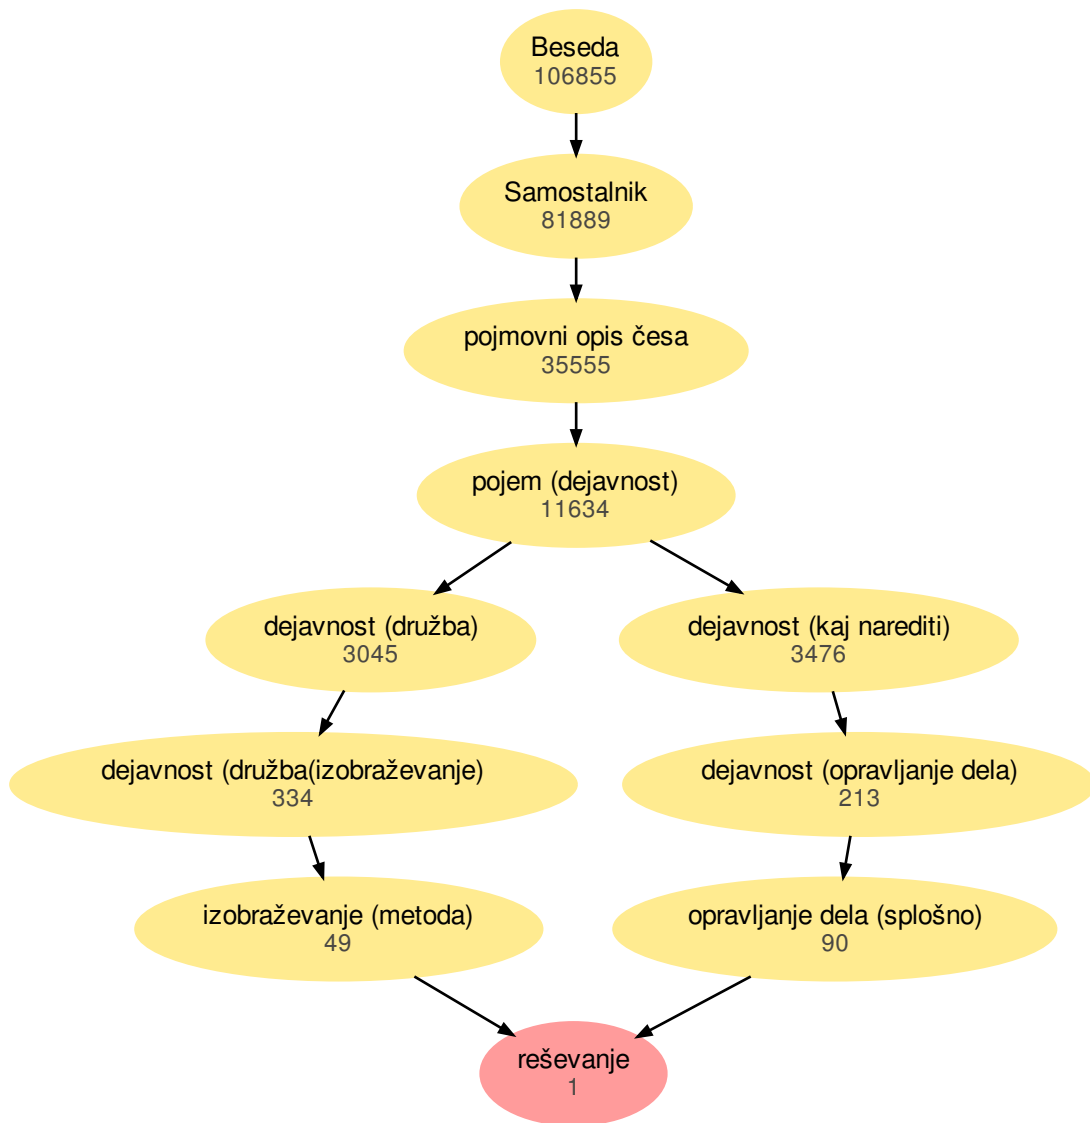 Beseda
106855
Samostalnik
81889
pojmovni opis česa
35555
pojem (dejavnost)
11634
dejavnost (družba)
3045
dejavnost (kaj narediti)
3476
dejavnost (družba(izobraževanje)
334
dejavnost (opravljanje dela)
213
izobraževanje (metoda)
49
opravljanje dela (splošno)
90
reševanje
1